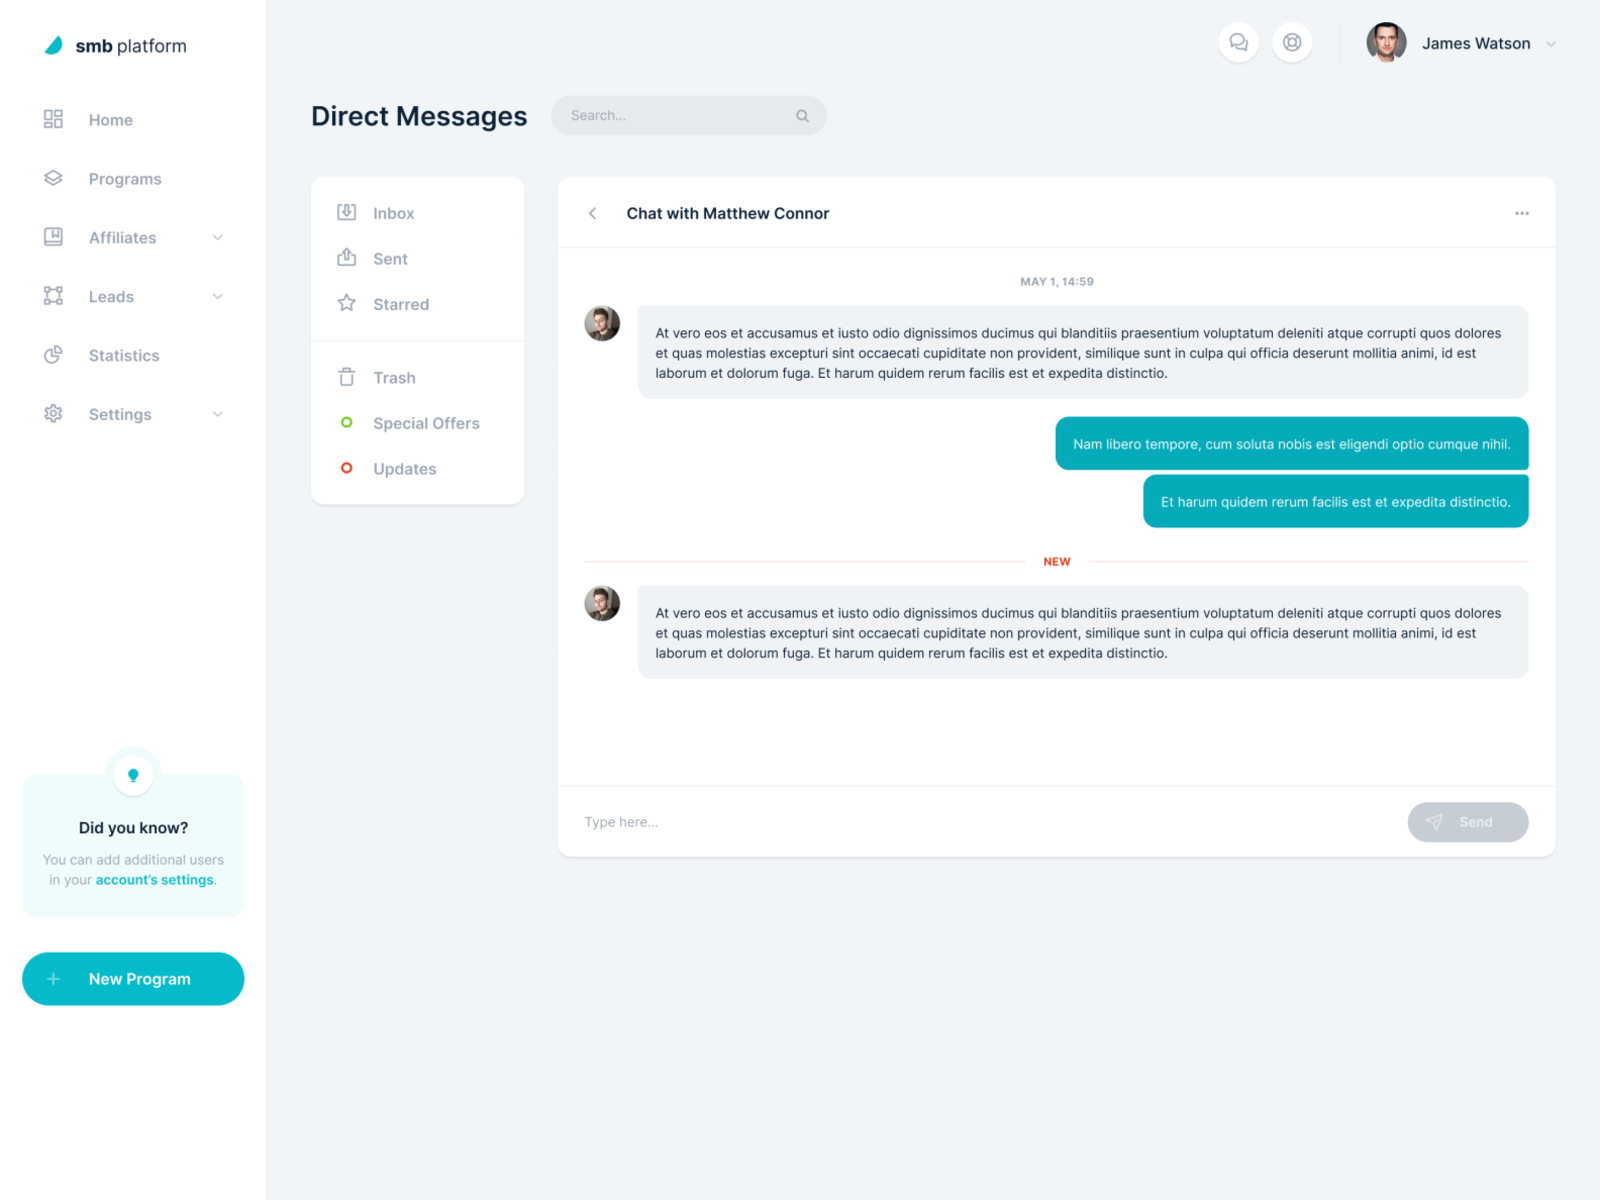 smb platform
Home
Programs
Affiliates
Leads
Statistics
Settings
Did you know?
You can add additional users
in your account's settings.
New Program
James Watson
Direct Messages
Search...
Inbox
Sent
Starred
Trash
Special Offers
Updates
Chat with Matthew Connor
MAY 1, 14:59
At vero eos et accusamus et iusto odio dignissimos ducimus qui blanditiis praesentium voluptatum deleniti atque corrupti quos dolores
et quas molestias excepturi sint occaecati cupiditate non provident, similique sunt in culpa qui officia deserunt mollitia animi, id est
laborum et dolorum fuga. Et harum quidem rerum facilis est et expedita distinctio.
Nam libero tempore, cum soluta nobis est eligendi optio cumque nihil.
Et harum quidem rerum facilis est et expedita distinctio.
NEW
At vero eos et accusamus et iusto odio dignissimos ducimus qui blanditiis praesentium voluptatum deleniti atque corrupti quos dolores
et quas molestias excepturi sint occaecati cupiditate non provident, similique sunt in culpa qui officia deserunt mollitia animi, id est
laborum et dolorum fuga. Et harum quidem rerum facilis est et expedita distinctio.
Type here...
Send